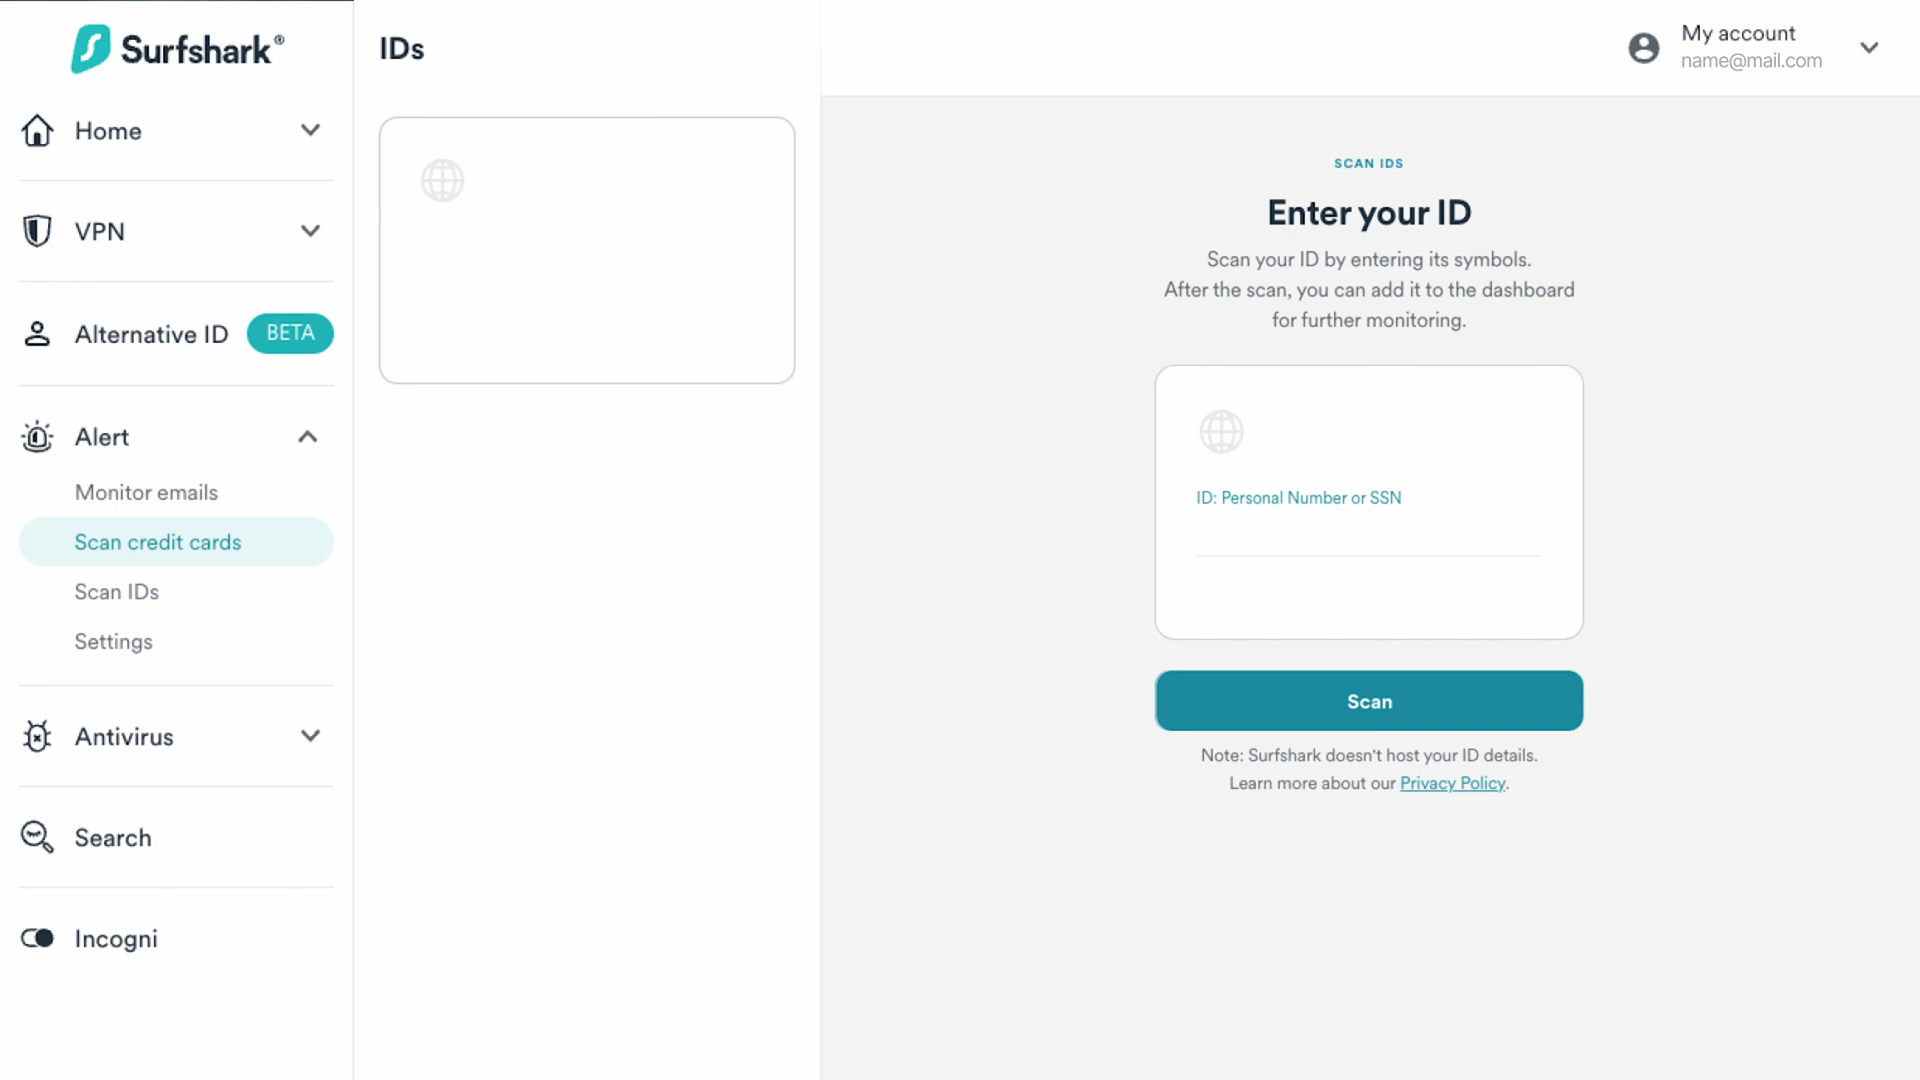 Surfshark®
Home
VPN
Alternative ID BETA
Alert
Monitor emails
Scan credit cards
Scan IDs
Settings
Antivirus
Search
Incogni
IDs
My account
name@mail.com
SCAN IDS
Enter your ID
Scan your ID by entering its symbols.
After the scan, you can add it to the dashboard
for further monitoring.
ID: Personal Number or SSN
Scan
Note: Surfshark doesn't host your ID details.
Learn more about our Privacy Policy.